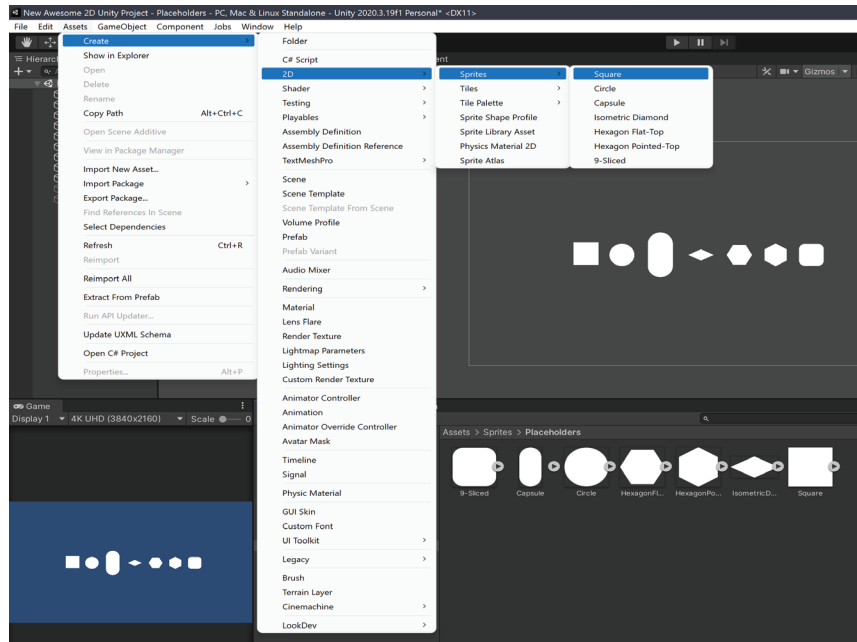 New Awesome 2D Unity Project - Placeholders - PC, Mac & Linux Standalone - Unity 2020.3.19f1 Personal* <DX11>
File Edit Assets GameObject Component Jobs Window Help
Create
Show in Explorer
Open
Delete
Rename
Copy Path Alt+Ctrl+C
Open Scene Additive
View in Package Manager
Import New Asset...
Import Package
Export Package...
Find References In Scene
Select Dependencies
Refresh Ctrl+R
Reimport
Reimport All
Extract From Prefab
Run API Updater...
Update UXML Schema
Open C# Project
Properties... Alt+P
Folder
C# Script
2D
Shader
Testing
Playables
Assembly Definition
Assembly Definition Reference
TextMeshPro
Scene
Scene Template
Scene Template From Scene
Volume Profile
Prefab
Prefab Variant
Audio Mixer
Rendering
Material
Lens Flare
Render Texture
Lightmap Parameters
Lighting Settings
Custom Render Texture
Animator Controller
Animation
Animator Override Controller
Avatar Mask
Timeline
Signal
Physic Material
GUI Skin
Custom Font
UI Toolkit
Legacy
Brush
Terrain Layer
Cinemachine
LookDev
Sprites
Tiles
Tile Palette
Sprite Shape Profile
Sprite Library Asset
Physics Material 2D
Sprite Atlas
Square
Circle
Capsule
Isometric Diamond
Hexagon Flat-Top
Hexagon Pointed-Top
9-Sliced
Gizmos
Game
Display 1 4K UHD (3840x2160) Scale
Assets > Sprites > Placeholders
9-Sliced Capsule Circle HexagonFl... HexagonPo... IsometricD... Square